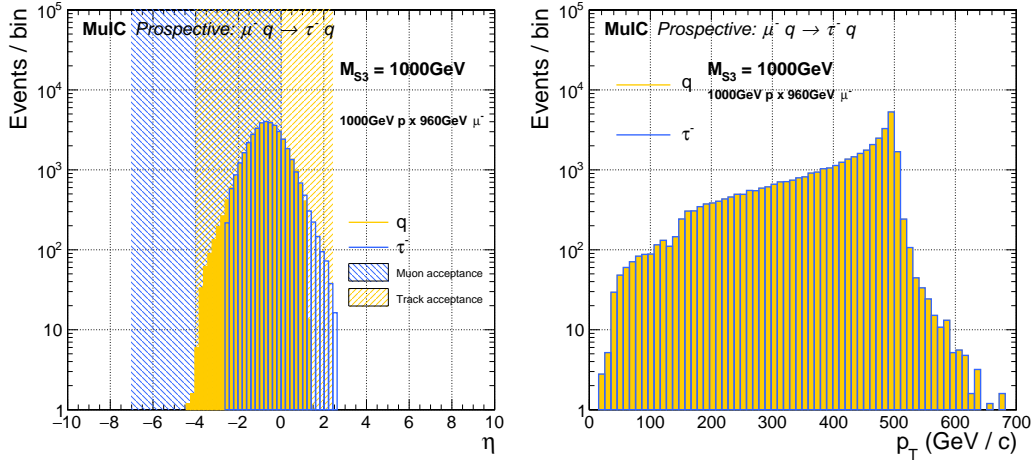 MuIC Prospective: μ⁻ q → τ⁻ q
M_S3 = 1000GeV
1000GeV p x 960GeV μ⁻
q
τ⁻
Muon acceptance
Track acceptance
Events / bin
10⁵
10⁴
10³
10²
10
1
−10 −8 −6 −4 −2 0 2 4 6 8 10
η
MuIC Prospective: μ⁻ q → τ⁻ q
M_S3 = 1000GeV
q
1000GeV p x 960GeV μ⁻
τ⁻
Events / bin
10⁵
10⁴
10³
10²
10
1
0 100 200 300 400 500 600 700
p_T (GeV / c)